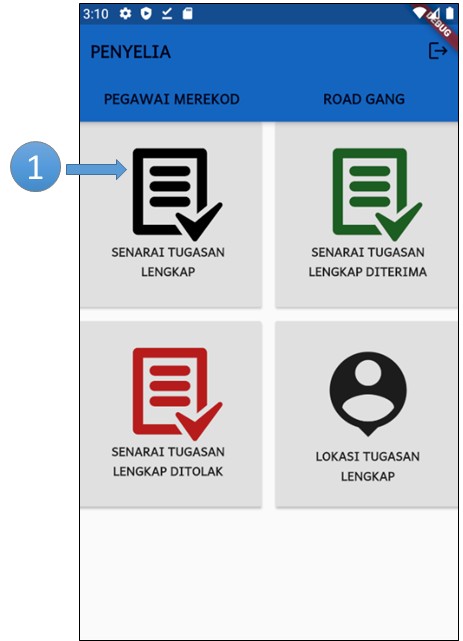 3:10
DEBUG
PENYELIA
PEGAWAI MEREKOD
ROAD GANG
1
SENARAI TUGASAN
LENGKAP
SENARAI TUGASAN
LENGKAP DITERIMA
SENARAI TUGASAN
LENGKAP DITOLAK
LOKASI TUGASAN
LENGKAP